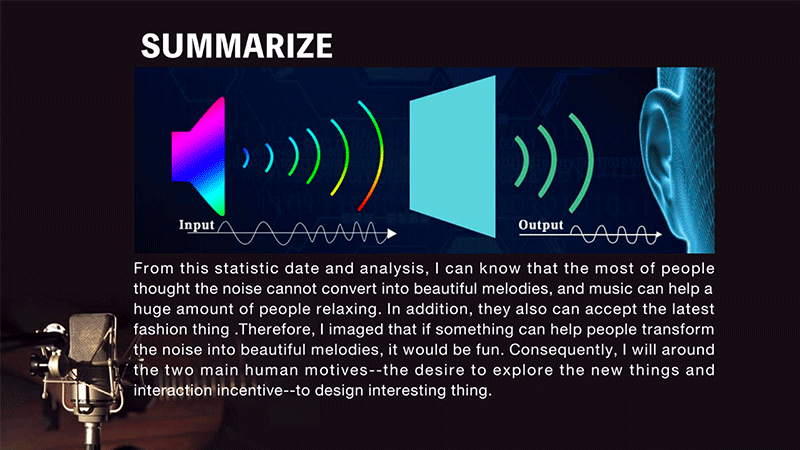 SUMMARIZE
Input
Output
From this statistic date and analysis, I can know that the most of people
thought the noise cannot convert into beautiful melodies, and music can help a
huge amount of people relaxing. In addition, they also can accept the latest
fashion thing .Therefore, I imaged that if something can help people transform
the noise into beautiful melodies, it would be fun. Consequently, I will around
the two main human motives--the desire to explore the new things and
interaction incentive--to design interesting thing.